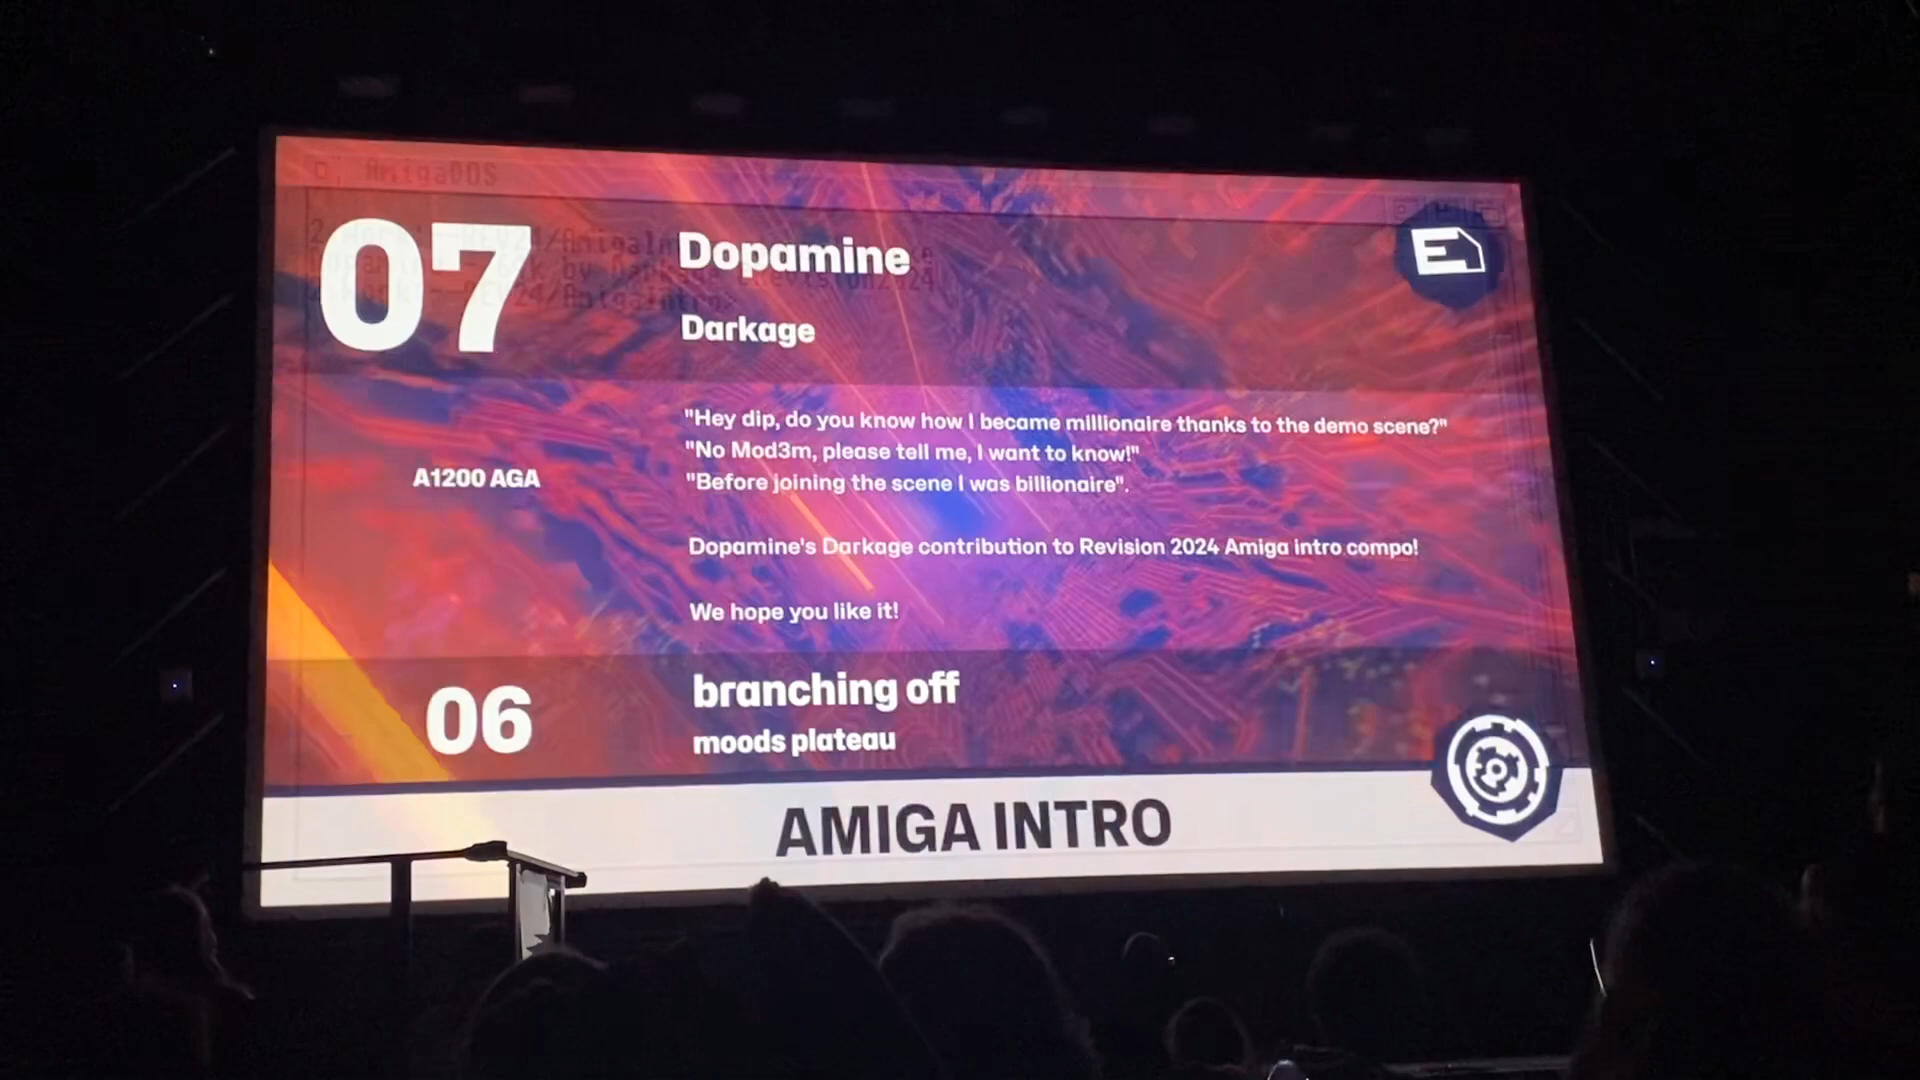 AmigaDOS
07
Dopamine
Darkage
A1200 AGA
"Hey dip, do you know how I became millionaire thanks to the demo scene?"
"No Mod3m, please tell me, I want to know!"
"Before joining the scene I was billionaire".
Dopamine's Darkage contribution to Revision 2024 Amiga intro compo!
We hope you like it!
06
branching off
moods plateau
AMIGA INTRO